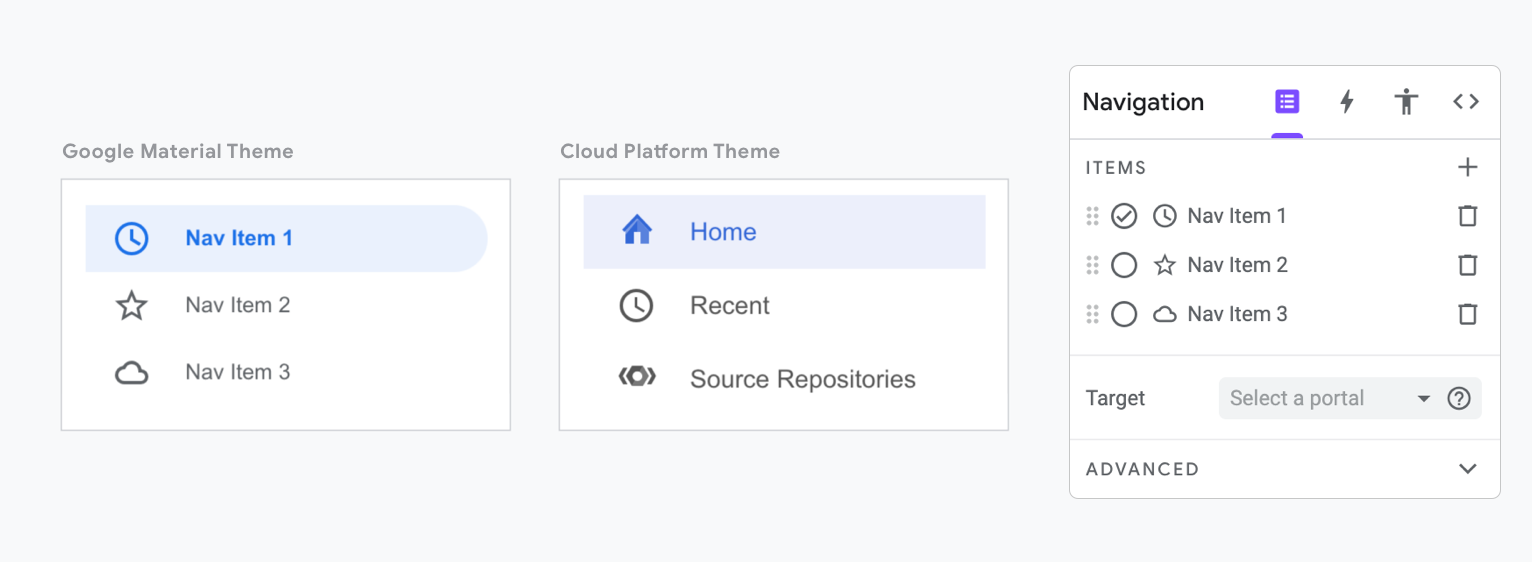 Google Material Theme
Nav Item 1
Nav Item 2
Nav Item 3
Cloud Platform Theme
Home
Recent
Source Repositories
Navigation
ITEMS
Nav Item 1
Nav Item 2
Nav Item 3
Target
Select a portal
ADVANCED